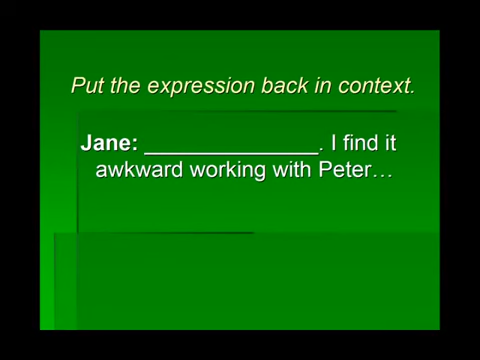 Put the expression back in context.
Jane: ______________. I find it
awkward working with Peter…